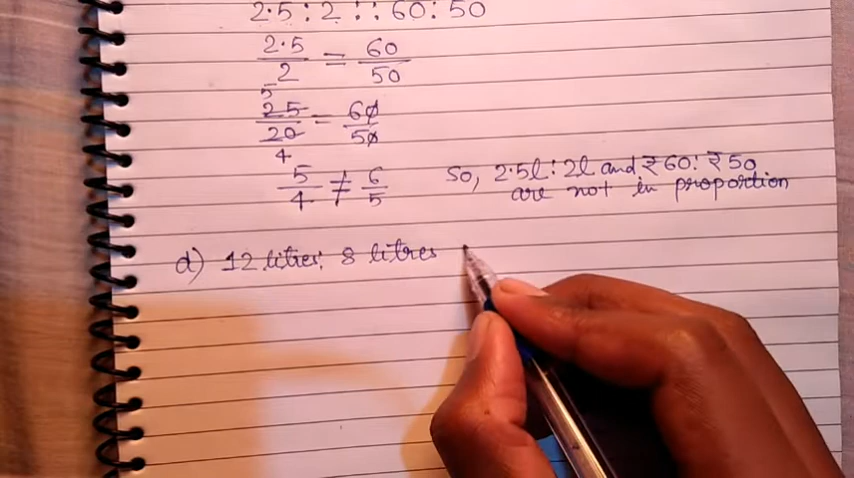 2.5 : 2 :: 60 : 50
2.5/2 = 60/50
5
25/20 = 60/50
4
5/4 ≠ 6/5 So, 2.5l : 2l and ₹60 : ₹50
are not in proportion
d) 12 litres : 8 litres